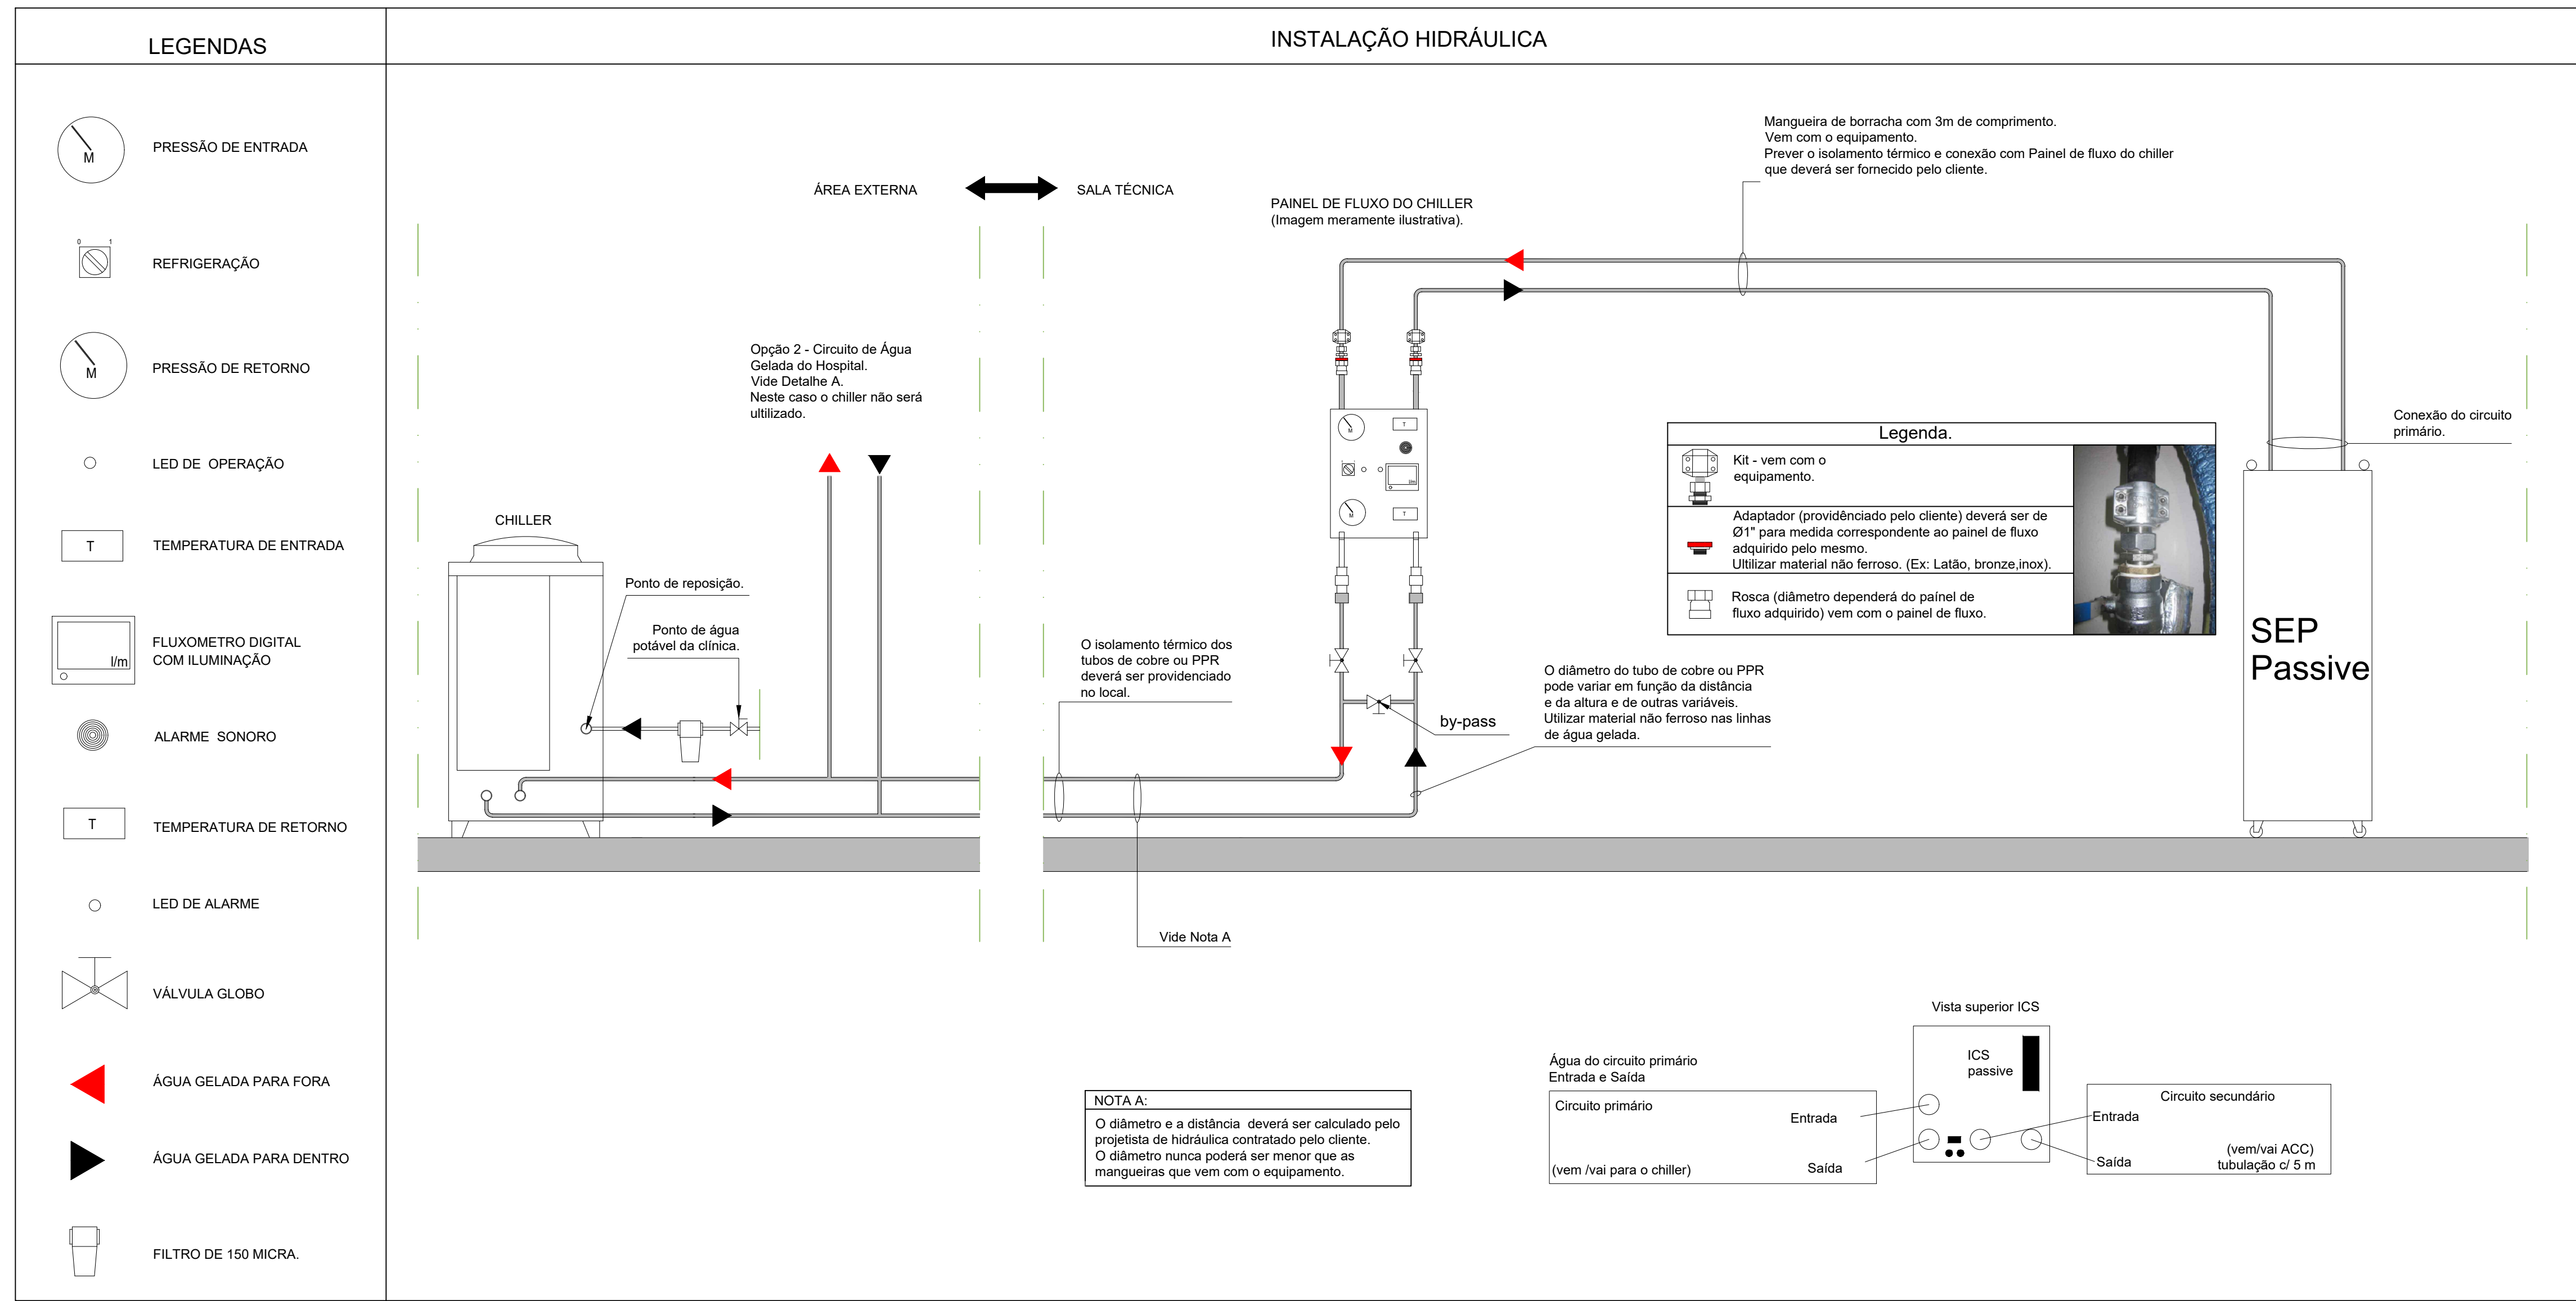 LEGENDAS
INSTALAÇÃO HIDRÁULICA
M
PRESSÃO DE ENTRADA
0 1
REFRIGERAÇÃO
M
PRESSÃO DE RETORNO
LED DE OPERAÇÃO
T
TEMPERATURA DE ENTRADA
l/m
FLUXOMETRO DIGITAL
COM ILUMINAÇÃO
ALARME SONORO
T
TEMPERATURA DE RETORNO
LED DE ALARME
VÁLVULA GLOBO
ÁGUA GELADA PARA FORA
ÁGUA GELADA PARA DENTRO
FILTRO DE 150 MICRA.
ÁREA EXTERNA
SALA TÉCNICA
PAINEL DE FLUXO DO CHILLER
(Imagem meramente ilustrativa).
Mangueira de borracha com 3m de comprimento.
Vem com o equipamento.
Prever o isolamento térmico e conexão com Painel de fluxo do chiller
que deverá ser fornecido pelo cliente.
Opção 2 - Circuito de Água
Gelada do Hospital.
Vide Detalhe A.
Neste caso o chiller não será
ultilizado.
CHILLER
Ponto de reposição.
Ponto de água
potável da clínica.
O isolamento térmico dos
tubos de cobre ou PPR
deverá ser providenciado
no local.
M
T
l/m
M
T
by-pass
O diâmetro do tubo de cobre ou PPR
pode variar em função da distância
e da altura e de outras variáveis.
Utilizar material não ferroso nas linhas
de água gelada.
Legenda.
Kit - vem com o
equipamento.
Adaptador (providênciado pelo cliente) deverá ser de
Ø1" para medida correspondente ao painel de fluxo
adquirido pelo mesmo.
Ultilizar material não ferroso. (Ex: Latão, bronze,inox).
Rosca (diâmetro dependerá do paínel de
fluxo adquirido) vem com o painel de fluxo.
Conexão do circuito
primário.
SEP
Passive
Vide Nota A
NOTA A:
O diâmetro e a distância deverá ser calculado pelo
projetista de hidráulica contratado pelo cliente.
O diâmetro nunca poderá ser menor que as
mangueiras que vem com o equipamento.
Vista superior ICS
ICS
passive
Água do circuito primário
Entrada e Saída
Circuito primário
Entrada
(vem /vai para o chiller)
Saída
Circuito secundário
Entrada
(vem/vai ACC)
Saída
tubulação c/ 5 m